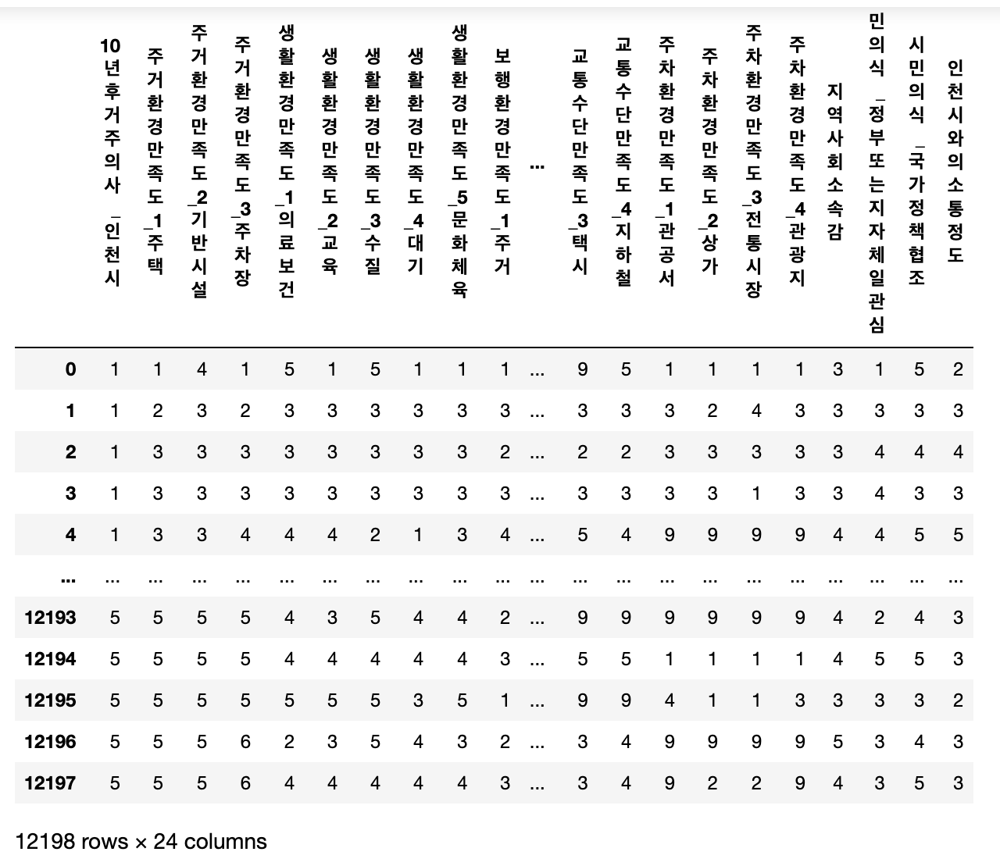 10년후거주의사 _인천시 주거환경만족도_1주택 주거환경만족도_2기반시설 주거환경만족도_3주차장 생활환경만족도_1의료보건 생활환경만족도_2교육 생활환경만족도_3수질 생활환경만족도_4대기 생활환경만족도_5문화체육 보행환경만족도_1주거 ... 교통수단만족도_3택시 교통수단만족도_4지하철 주차환경만족도_1관공서 주차환경만족도_2상가 주차환경만족도_3전통시장 주차환경만족도_4관광지 지역사회소속감 민의식 _정부또는지자체일관심 시민의식 _국가정책협조 인천시와의소통정도
0 1 1 4 1 5 1 5 1 1 1 ... 9 5 1 1 1 1 3 1 5 2
1 1 2 3 2 3 3 3 3 3 3 ... 3 3 3 2 4 3 3 3 3 3
2 1 3 3 3 3 3 3 3 3 2 ... 2 2 3 3 3 3 3 4 4 4
3 1 3 3 3 3 3 3 3 3 3 ... 3 3 3 3 1 3 3 4 3 3
4 1 3 3 4 4 4 2 1 3 4 ... 5 4 9 9 9 9 4 4 5 5
... ... ... ... ... ... ... ... ... ... ... ... ... ... ... ... ... ... ... ... ... ...
12193 5 5 5 5 4 3 5 4 4 2 ... 9 9 9 9 9 9 4 2 4 3
12194 5 5 5 5 4 4 4 4 4 3 ... 5 5 1 1 1 1 4 5 5 3
12195 5 5 5 5 5 5 5 3 5 1 ... 9 9 4 1 1 3 3 3 3 2
12196 5 5 5 6 2 3 5 4 3 2 ... 3 4 9 9 9 9 5 3 4 3
12197 5 5 5 6 4 4 4 4 4 3 ... 3 4 9 2 2 9 4 3 5 3
12198 rows × 24 columns